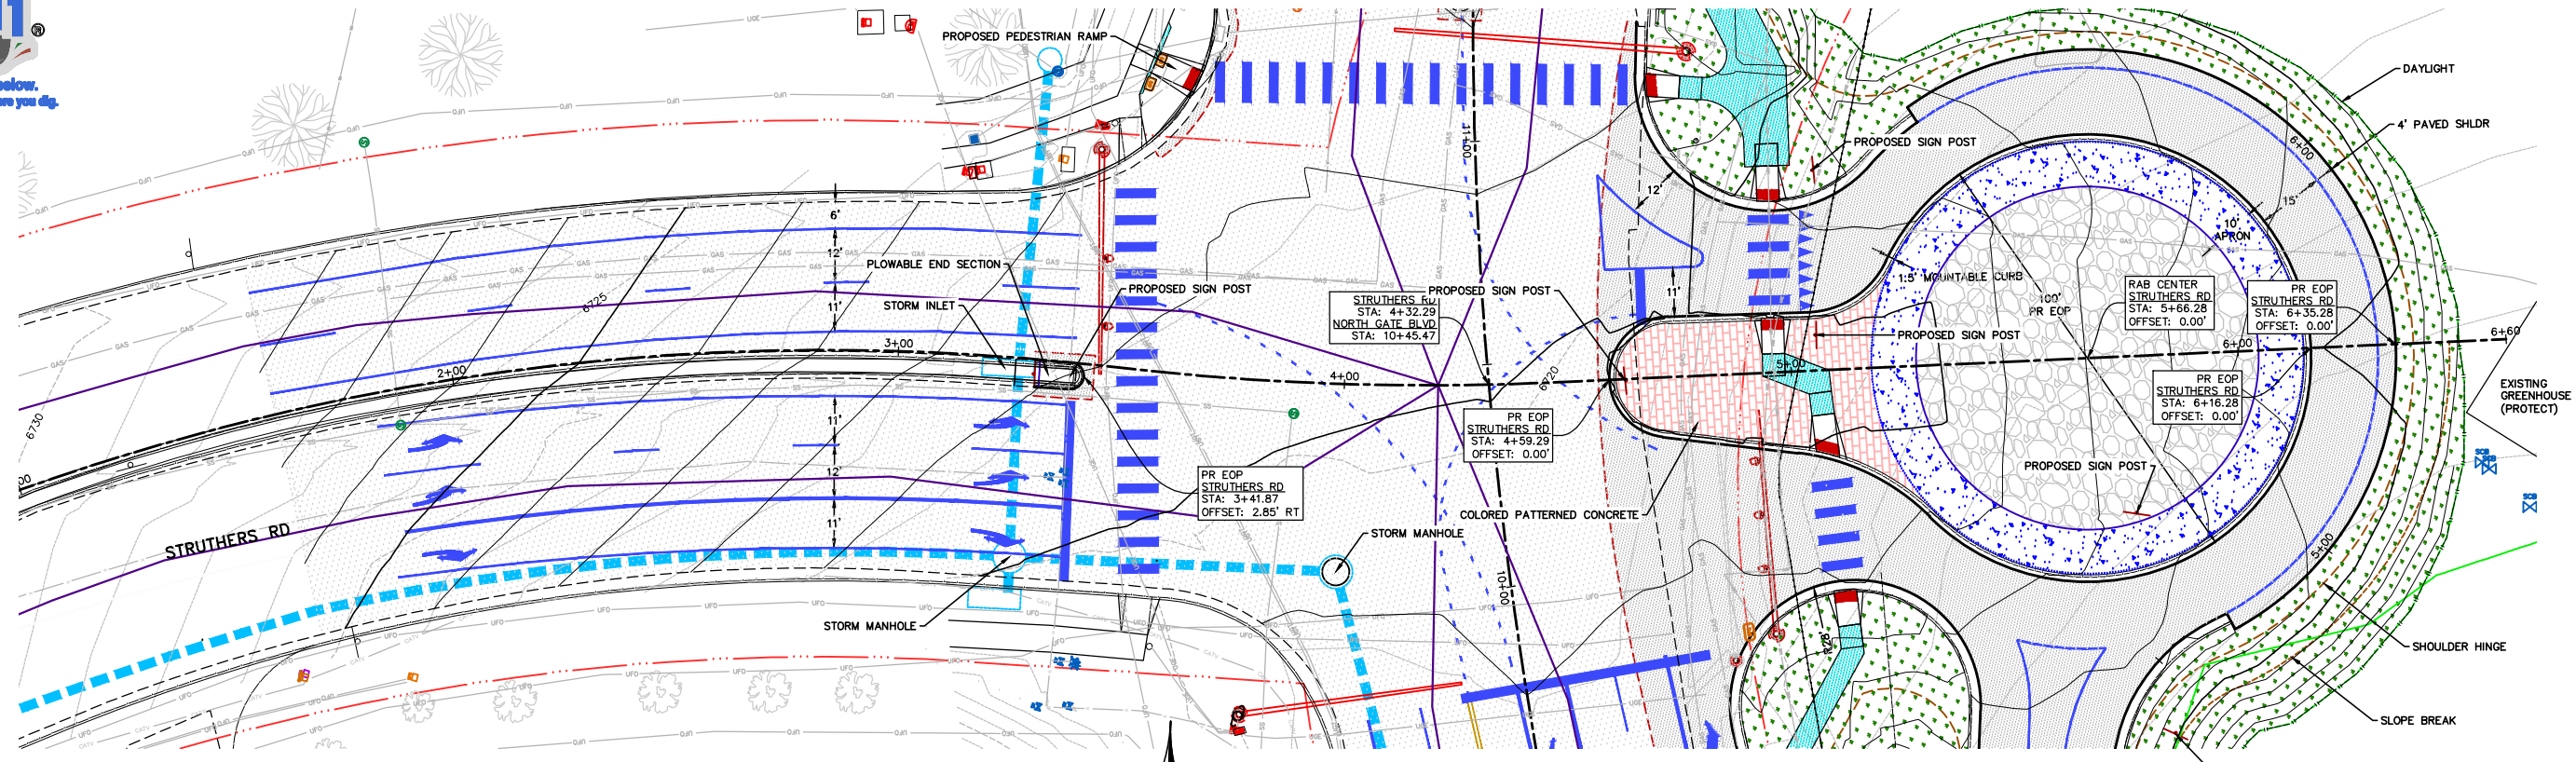 ®
below.
PROPOSED PEDESTRIAN RAMP
DAYLIGHT
4' PAVED SHLDR
PROPOSED SIGN POST
6+00
15'
10'
APRON
12'
11+00
6'
12'
11'
PLOWABLE END SECTION
PROPOSED SIGN POST
STORM INLET
3+00
2+00
6725
6730
STRUTHERS RD
STA: 4+32.29
NORTH GATE BLVD
STA: 10+45.47
PROPOSED SIGN POST
11'
1.5' MOUNTABLE CURB
100'
PR EOP
RAB CENTER
STRUTHERS RD
STA: 5+66.28
OFFSET: 0.00'
PR EOP
STRUTHERS RD
STA: 6+35.28
OFFSET: 0.00'
6+60
6+00
PROPOSED SIGN POST
4+00
6720
5+00
PR EOP
STRUTHERS RD
STA: 6+16.28
OFFSET: 0.00'
EXISTING
GREENHOUSE
(PROTECT)
PR EOP
STRUTHERS RD
STA: 4+59.29
OFFSET: 0.00'
11'
12'
11'
PR EOP
STRUTHERS RD
STA: 3+41.87
OFFSET: 2.85' RT
PROPOSED SIGN POST
COLORED PATTERNED CONCRETE
STORM MANHOLE
STRUTHERS RD
5+00
10+00
STORM MANHOLE
R28'
SHOULDER HINGE
SLOPE BREAK